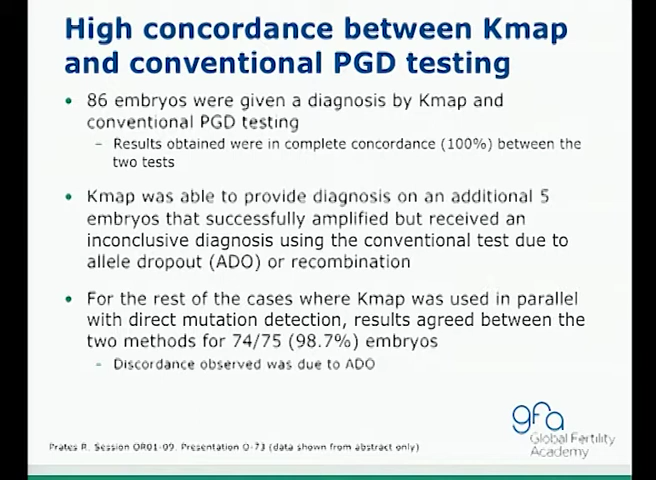 High concordance between Kmap
and conventional PGD testing
• 86 embryos were given a diagnosis by Kmap and
conventional PGD testing
– Results obtained were in complete concordance (100%) between the
two tests
• Kmap was able to provide diagnosis on an additional 5
embryos that successfully amplified but received an
inconclusive diagnosis using the conventional test due to
allele dropout (ADO) or recombination
• For the rest of the cases where Kmap was used in parallel
with direct mutation detection, results agreed between the
two methods for 74/75 (98.7%) embryos
– Discordance observed was due to ADO
Prates R. Session OR01-09. Presentation O-73 (data shown from abstract only)
gfa
Global Fertility
Academy